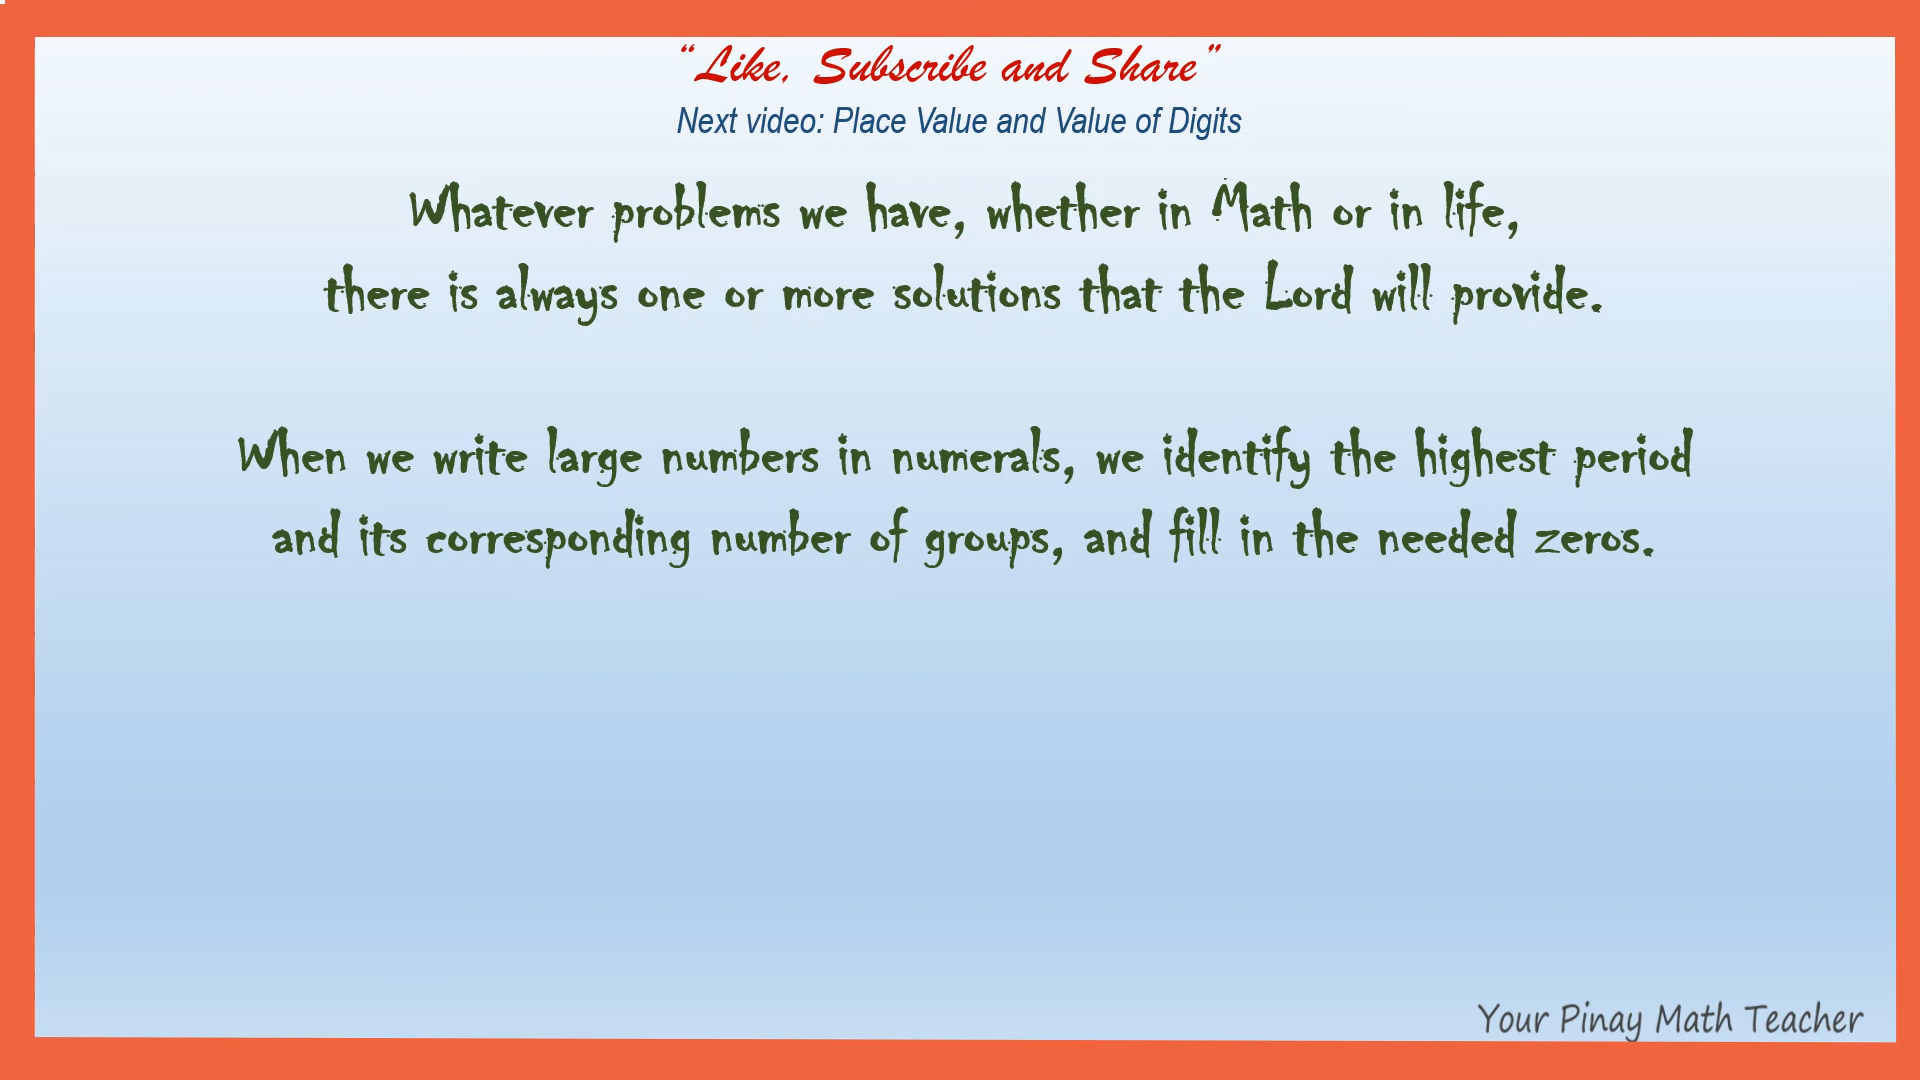 “Like, Subscribe and Share”
Next video: Place Value and Value of Digits
Whatever problems we have, whether in Math or in life,
there is always one or more solutions that the Lord will provide.
When we write large numbers in numerals, we identify the highest period
and its corresponding number of groups, and fill in the needed zeros.
Your Pinay Math Teacher